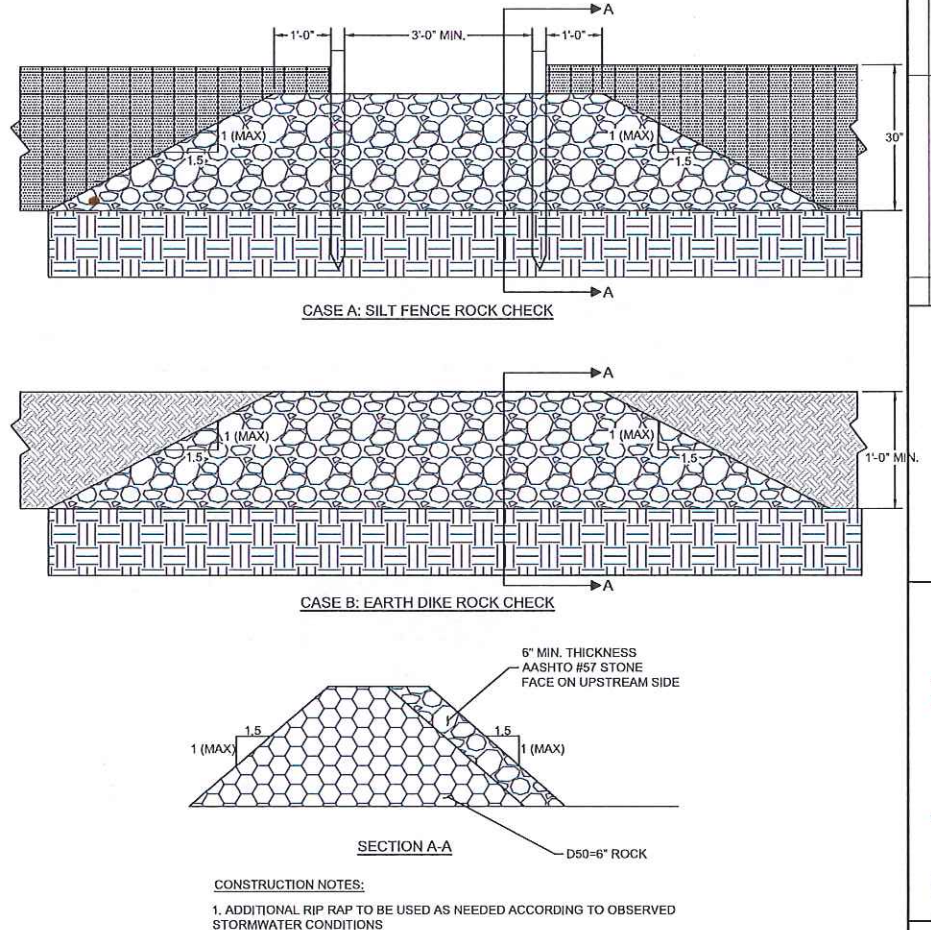 A
1'-0"
3'-0" MIN.
1'-0"
1 (MAX)
1.5
1 (MAX)
1.5
30"
A
CASE A: SILT FENCE ROCK CHECK
A
1 (MAX)
1.5
1 (MAX)
1.5
1'-0" MIN.
A
CASE B: EARTH DIKE ROCK CHECK
6" MIN. THICKNESS
AASHTO #57 STONE
FACE ON UPSTREAM SIDE
1.5
1 (MAX)
1.5
1 (MAX)
SECTION A-A
D50=6" ROCK
CONSTRUCTION NOTES:
1. ADDITIONAL RIP RAP TO BE USED AS NEEDED ACCORDING TO OBSERVED
STORMWATER CONDITIONS